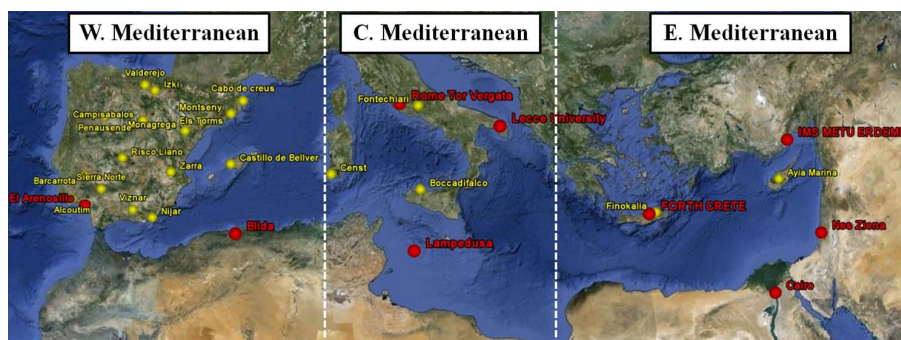 W. Mediterranean
C. Mediterranean
E. Mediterranean
Valderejo
Izki
Cabo de creus
Montseny
Campisabalos
Els Torms
Penausende
Monagrega
Risco Llano
Castillo de Bellver
Zarra
Barcarrota
Sierra Norte
El Arenosillo
Alcoutim
Viznar
Nijar
Blida
Fontechiari
Rome Tor Vergata
Lecce University
Censt
Boccadifalco
Lampedusa
IMS METU ERDEMLI
Ayia Marina
Finokalia
FORTH CRETE
Nes Ziona
Cairo